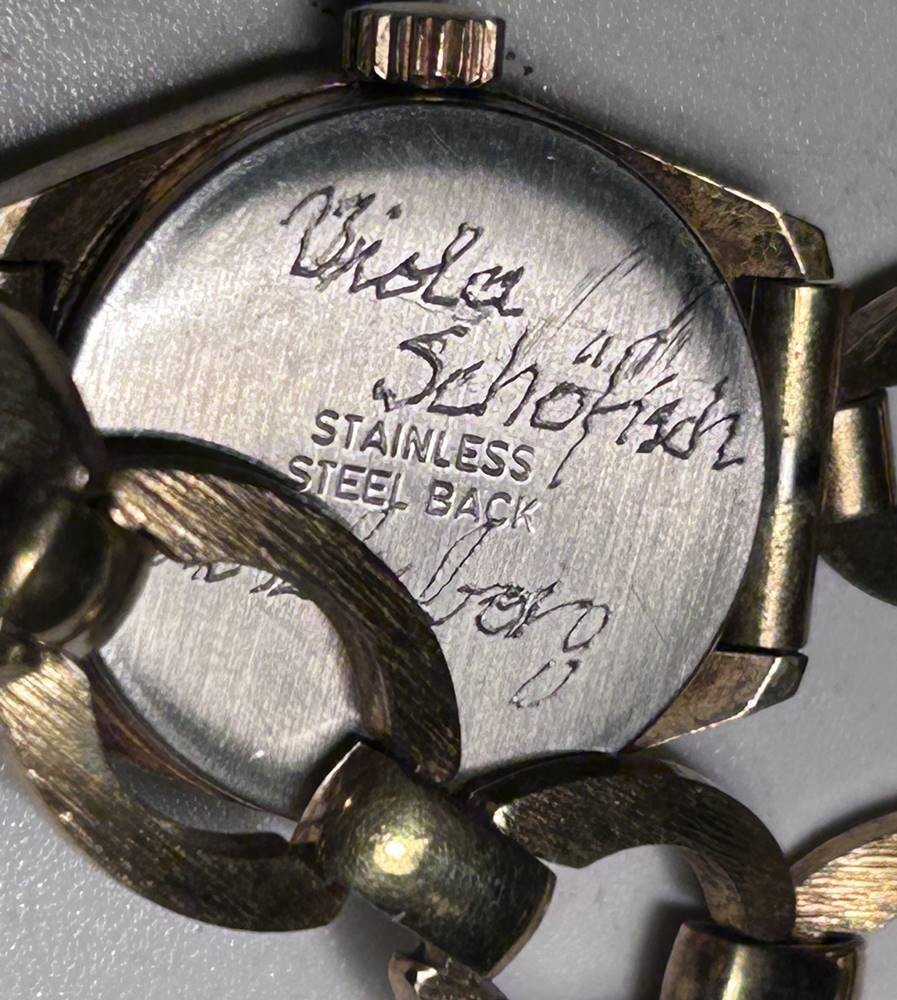 Viola
Schöfisch
STAINLESS
STEEL BACK